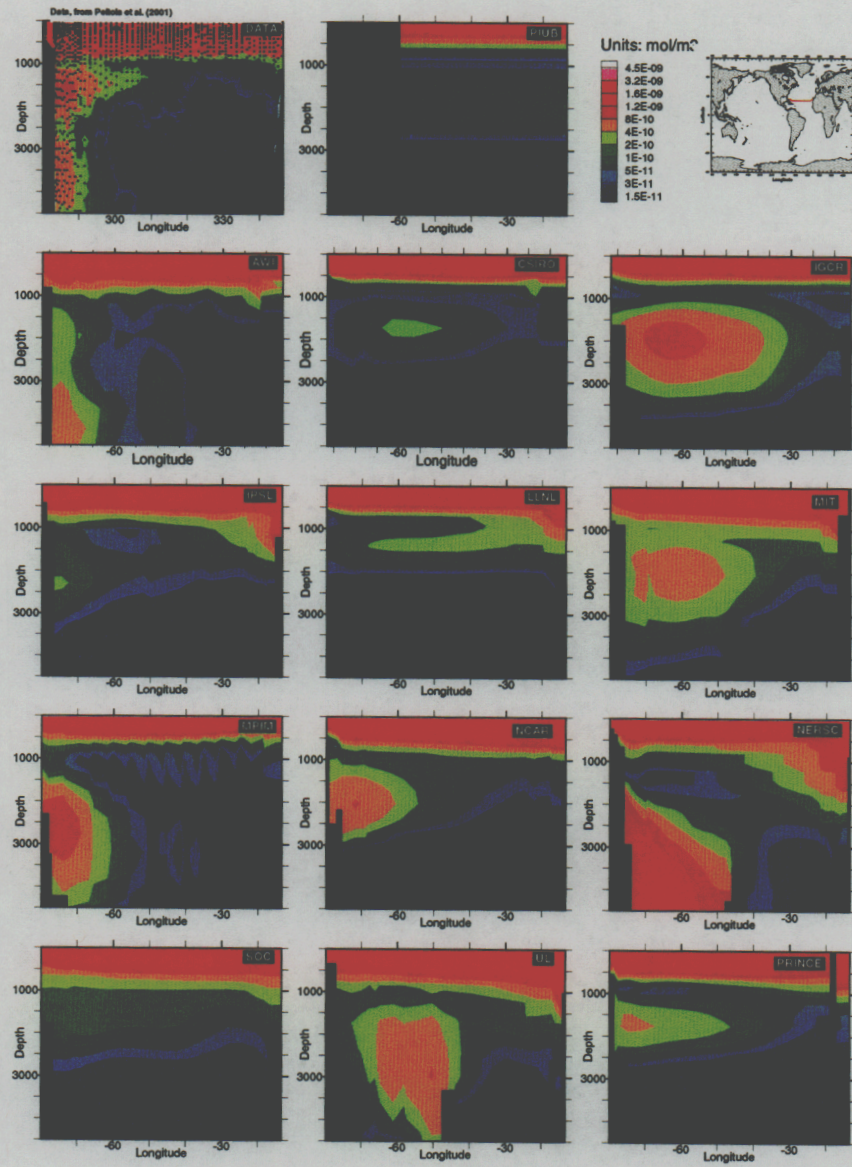 Data, from Peltola et al. (2001)
DATA
1000
3000
Depth
300
330
Longitude
PIUB
1000
3000
Depth
-60
-30
Longitude
Units: mol/m3
4.5E-09
3.2E-09
1.6E-09
1.2E-09
8E-10
4E-10
2E-10
1E-10
5E-11
3E-11
1.5E-11
Longitude
AWI
1000
3000
Depth
-60
-30
Longitude
CSIRO
1000
3000
Depth
-60
-30
Longitude
IGCR
1000
3000
Depth
-60
-30
Longitude
IPSL
1000
3000
Depth
-60
-30
Longitude
LLNL
1000
3000
Depth
-60
-30
Longitude
MIT
1000
3000
Depth
-60
-30
Longitude
MPIM
1000
3000
Depth
-60
-30
Longitude
NCAR
1000
3000
Depth
-60
-30
Longitude
NERSC
1000
3000
Depth
-60
-30
Longitude
SOC
1000
3000
Depth
-60
-30
Longitude
UL
1000
3000
Depth
-60
-30
Longitude
PRINCE
1000
3000
Depth
-60
-30
Longitude